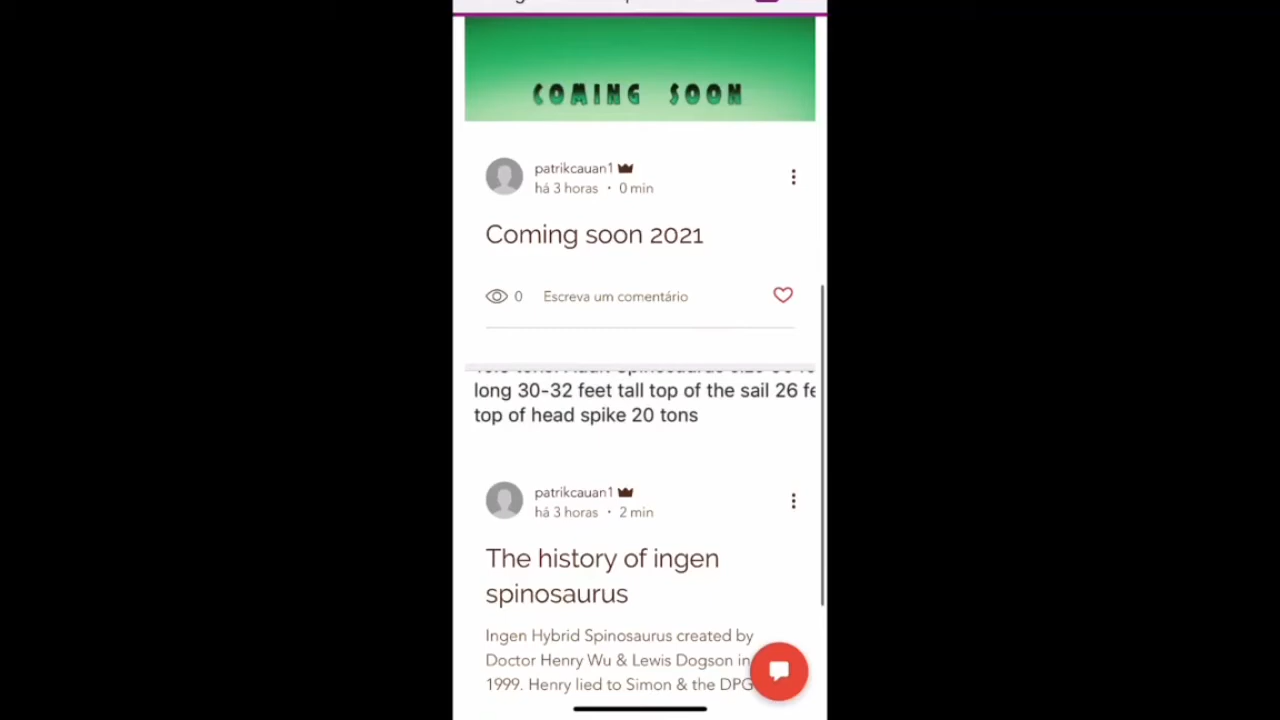 COMING SOON
patrikcauan1
há 3 horas · 0 min
Coming soon 2021
0 Escreva um comentário
long 30-32 feet tall top of the sail 26
top of head spike 20 tons
patrikcauan1
há 3 horas · 2 min
The history of ingen
spinosaurus
Ingen Hybrid Spinosaurus created by
Doctor Henry Wu & Lewis Dogson in
1999. Henry lied to Simon & the DPG